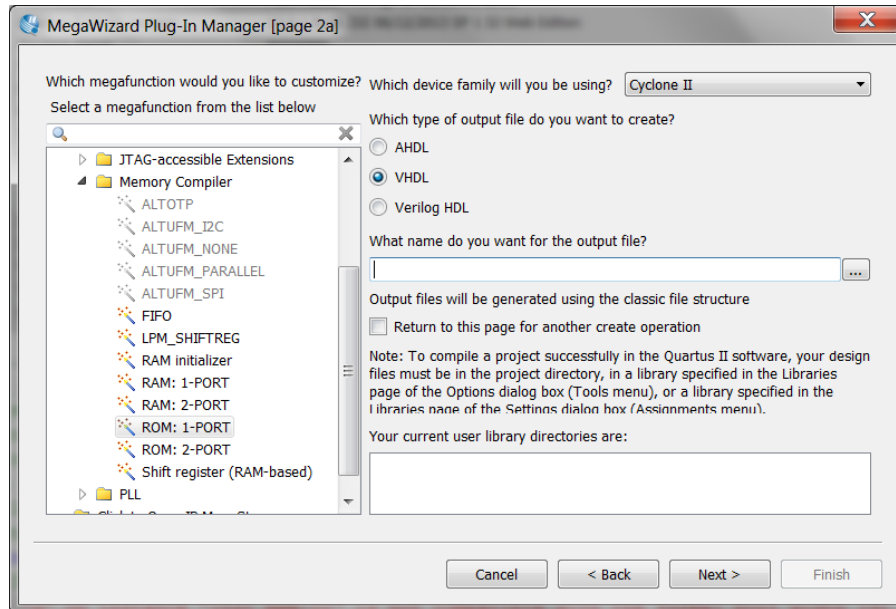 MegaWizard Plug-In Manager [page 2a]
Which megafunction would you like to customize?
Select a megafunction from the list below
JTAG-accessible Extensions
Memory Compiler
ALTOTP
ALTUFM_I2C
ALTUFM_NONE
ALTUFM_PARALLEL
ALTUFM_SPI
FIFO
LPM_SHIFTREG
RAM initializer
RAM: 1-PORT
RAM: 2-PORT
ROM: 1-PORT
ROM: 2-PORT
Shift register (RAM-based)
PLL
Which device family will you be using? Cyclone II
Which type of output file do you want to create?
AHDL
VHDL
Verilog HDL
What name do you want for the output file?
...
Output files will be generated using the classic file structure
Return to this page for another create operation
Note: To compile a project successfully in the Quartus II software, your design
files must be in the project directory, in a library specified in the Libraries
page of the Options dialog box (Tools menu), or a library specified in the
Libraries page of the Settings dialog box (Assignments menu).
Your current user library directories are:
Cancel
< Back
Next >
Finish